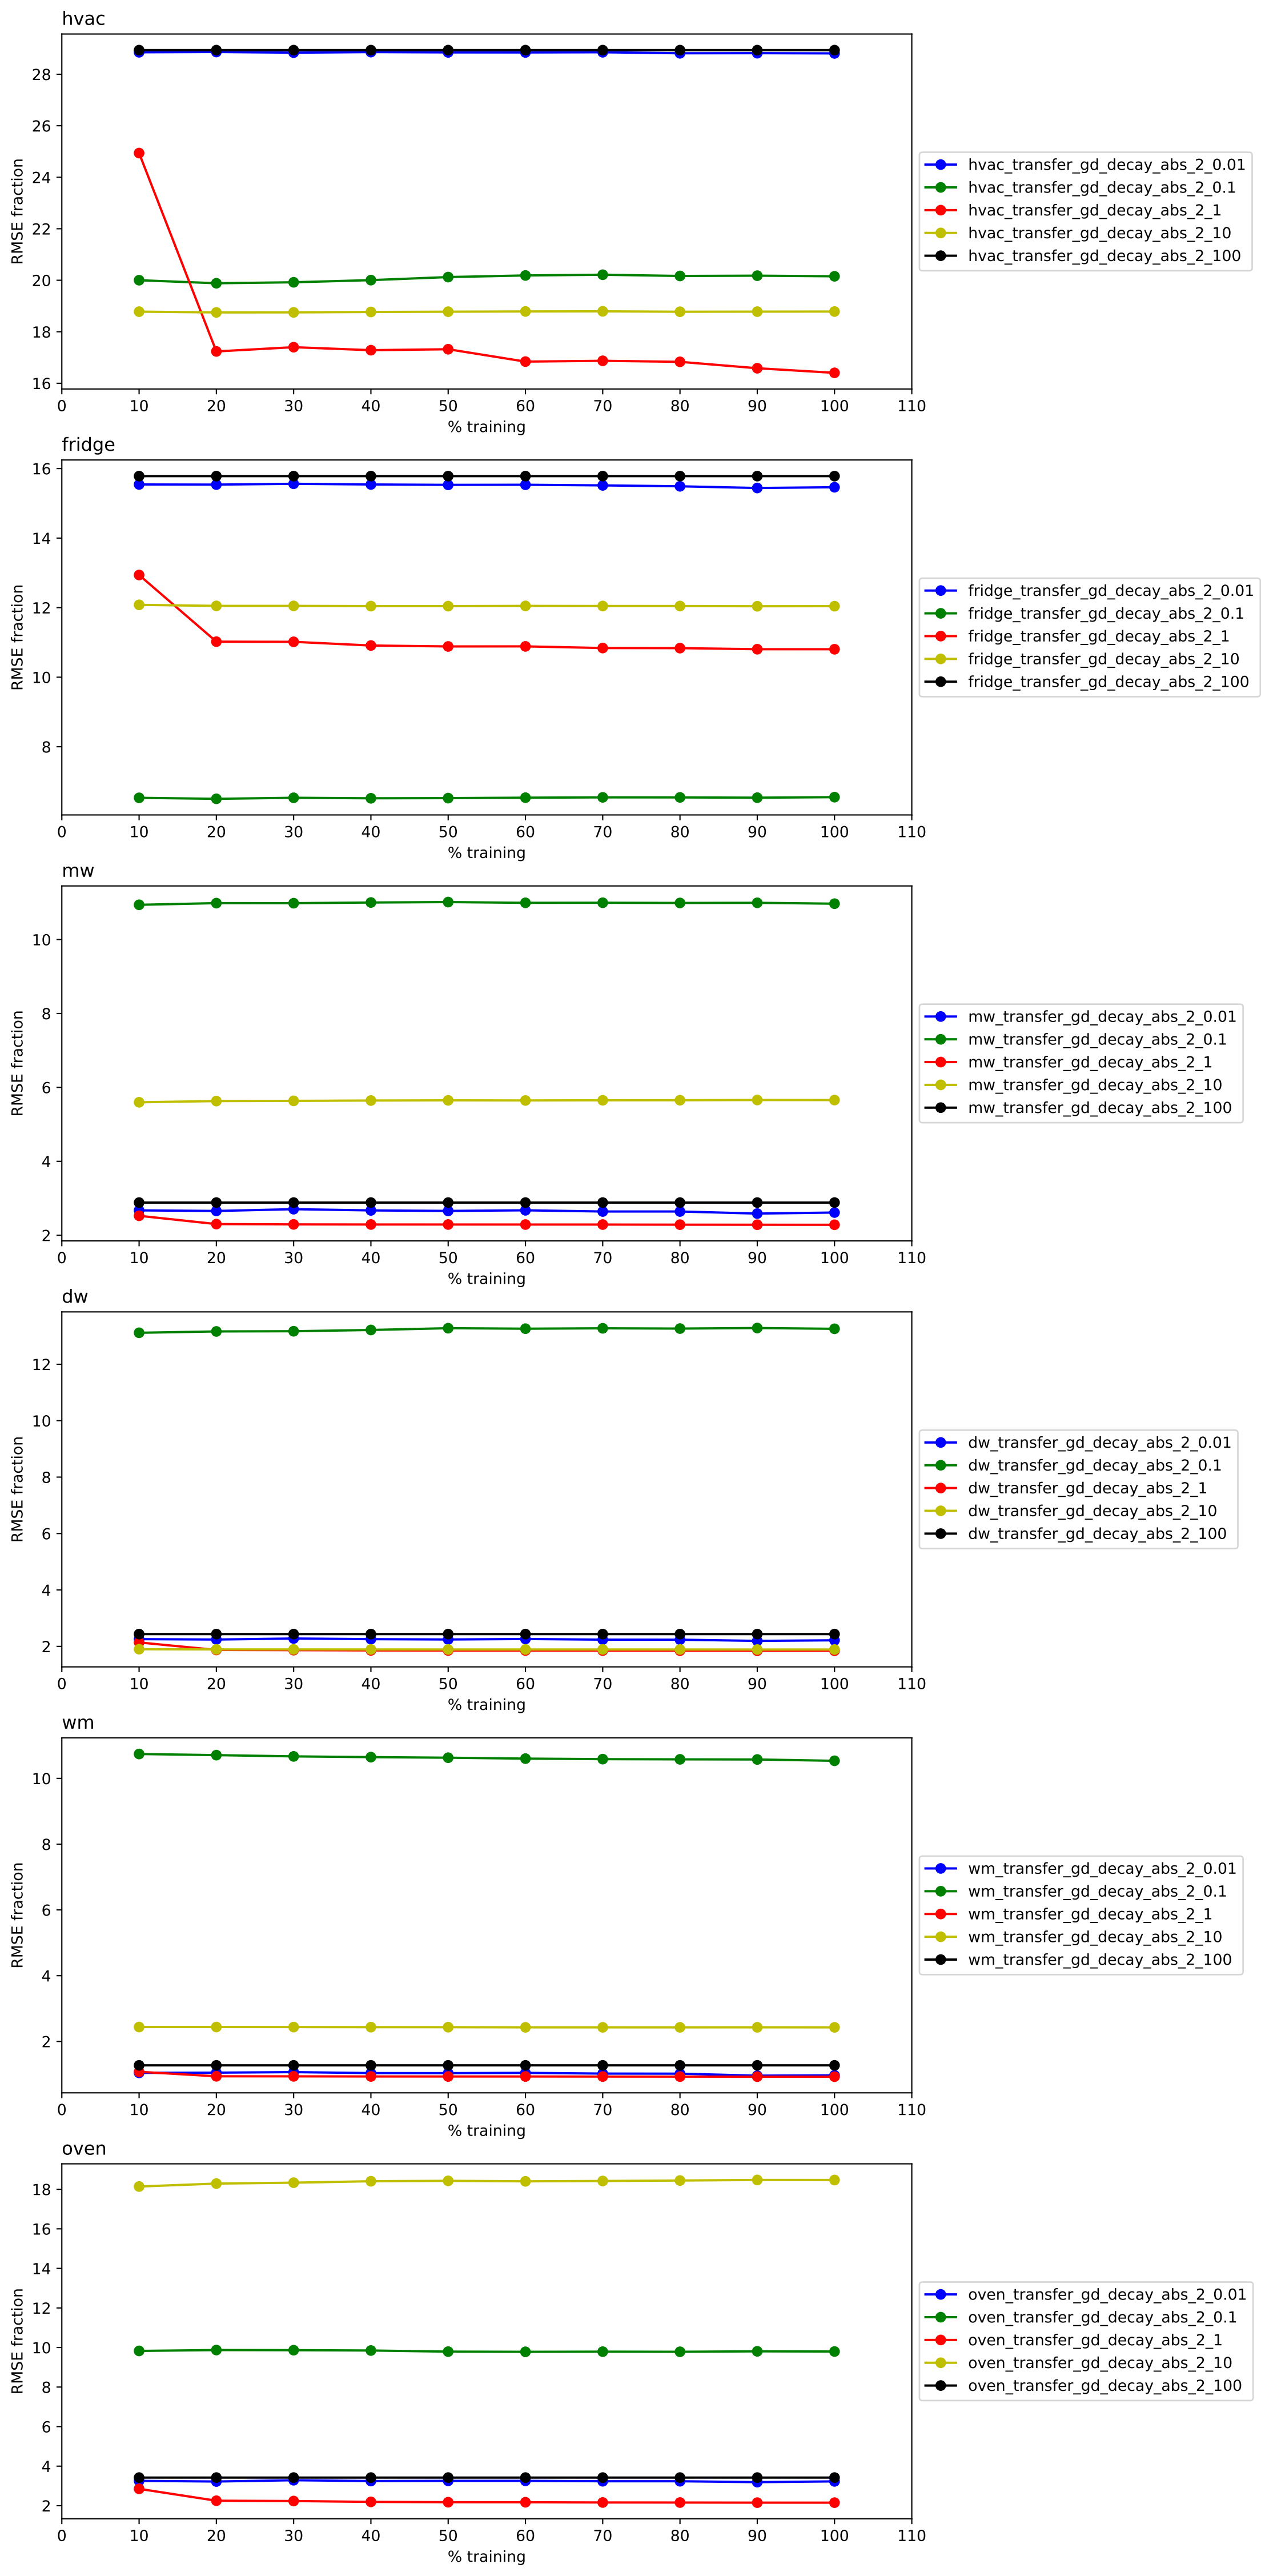 hvac
28
26
24
22
20
18
16
RMSE fraction
0 10 20 30 40 50 60 70 80 90 100 110
% training
hvac_transfer_gd_decay_abs_2_0.01
hvac_transfer_gd_decay_abs_2_0.1
hvac_transfer_gd_decay_abs_2_1
hvac_transfer_gd_decay_abs_2_10
hvac_transfer_gd_decay_abs_2_100
fridge
16
14
12
10
8
RMSE fraction
0 10 20 30 40 50 60 70 80 90 100 110
% training
fridge_transfer_gd_decay_abs_2_0.01
fridge_transfer_gd_decay_abs_2_0.1
fridge_transfer_gd_decay_abs_2_1
fridge_transfer_gd_decay_abs_2_10
fridge_transfer_gd_decay_abs_2_100
mw
10
8
6
4
2
RMSE fraction
0 10 20 30 40 50 60 70 80 90 100 110
% training
mw_transfer_gd_decay_abs_2_0.01
mw_transfer_gd_decay_abs_2_0.1
mw_transfer_gd_decay_abs_2_1
mw_transfer_gd_decay_abs_2_10
mw_transfer_gd_decay_abs_2_100
dw
12
10
8
6
4
2
RMSE fraction
0 10 20 30 40 50 60 70 80 90 100 110
% training
dw_transfer_gd_decay_abs_2_0.01
dw_transfer_gd_decay_abs_2_0.1
dw_transfer_gd_decay_abs_2_1
dw_transfer_gd_decay_abs_2_10
dw_transfer_gd_decay_abs_2_100
wm
10
8
6
4
2
RMSE fraction
0 10 20 30 40 50 60 70 80 90 100 110
% training
wm_transfer_gd_decay_abs_2_0.01
wm_transfer_gd_decay_abs_2_0.1
wm_transfer_gd_decay_abs_2_1
wm_transfer_gd_decay_abs_2_10
wm_transfer_gd_decay_abs_2_100
oven
18
16
14
12
10
8
6
4
2
RMSE fraction
0 10 20 30 40 50 60 70 80 90 100 110
% training
oven_transfer_gd_decay_abs_2_0.01
oven_transfer_gd_decay_abs_2_0.1
oven_transfer_gd_decay_abs_2_1
oven_transfer_gd_decay_abs_2_10
oven_transfer_gd_decay_abs_2_100